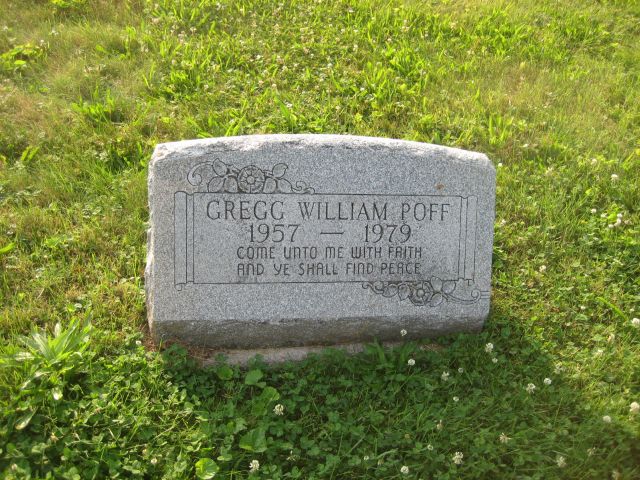 GREGG WILLIAM POFF
1957 — 1979
COME UNTO ME WITH FAITH
AND YE SHALL FIND PEACE